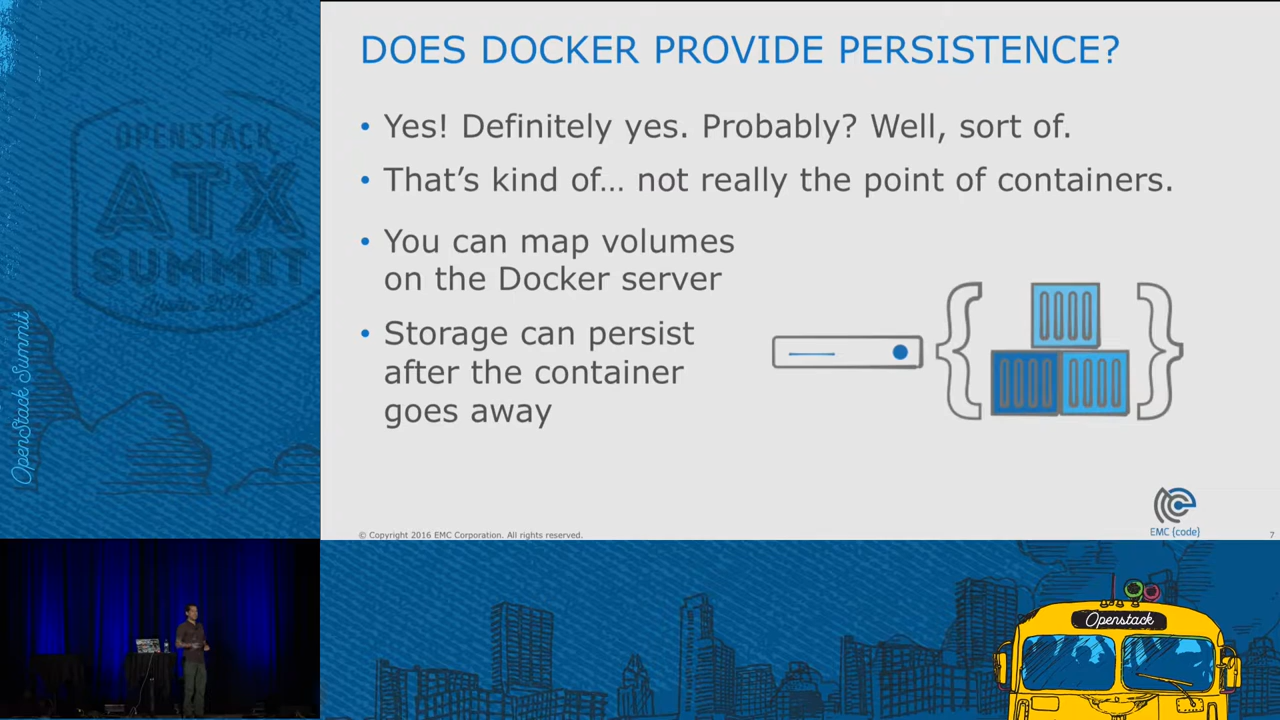 DOES DOCKER PROVIDE PERSISTENCE?
• Yes! Definitely yes. Probably? Well, sort of.
• That's kind of... not really the point of containers.
• You can map volumes
on the Docker server
• Storage can persist
after the container
goes away
© Copyright 2016 EMC Corporation. All rights reserved.
EMC {code}
7
OPENSTACK
ATX
SUMMIT
Austin 2016
OpenStack Summit
Openstack